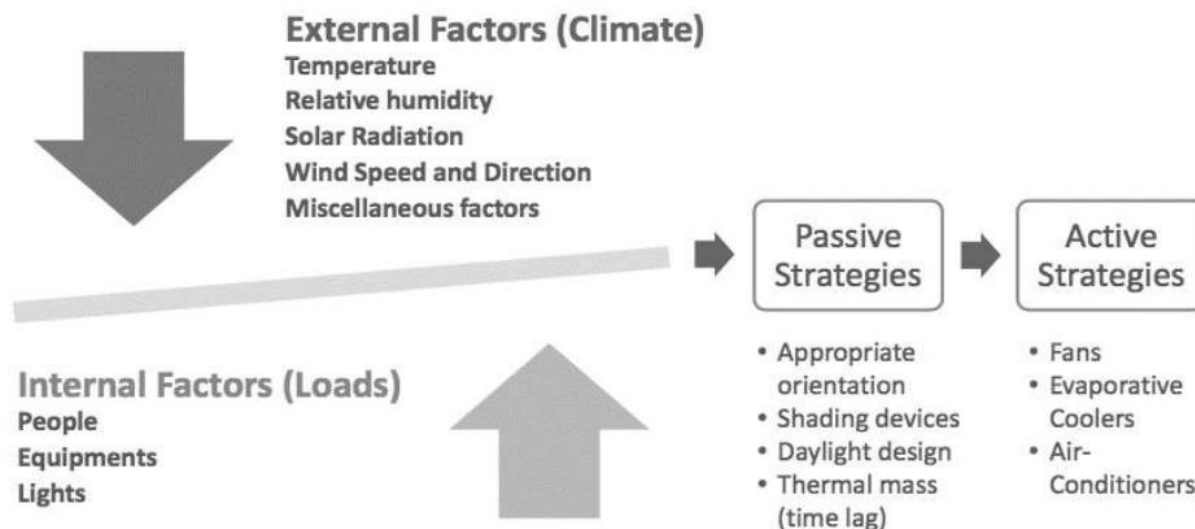 External Factors (Climate)
Temperature
Relative humidity
Solar Radiation
Wind Speed and Direction
Miscellaneous factors
Internal Factors (Loads)
People
Equipments
Lights
Passive
Strategies
• Appropriate
orientation
• Shading devices
• Daylight design
• Thermal mass
(time lag)
Active
Strategies
• Fans
• Evaporative
Coolers
• Air-
Conditioners